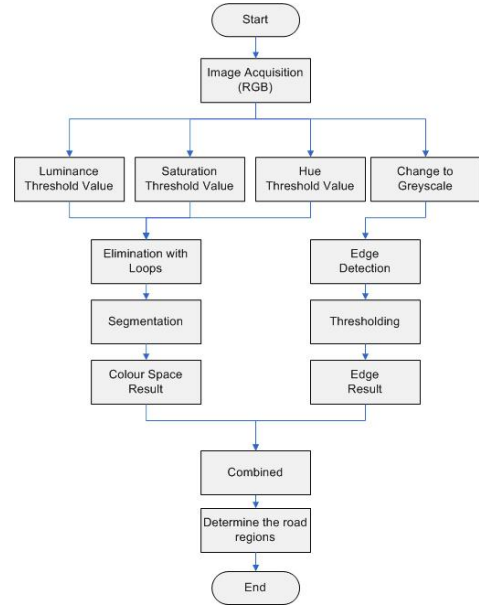 Start
Image Acquisition
(RGB)
Luminance
Threshold Value
Saturation
Threshold Value
Hue
Threshold Value
Change to
Greyscale
Elimination with
Loops
Edge
Detection
Segmentation
Thresholding
Colour Space
Result
Edge
Result
Combined
Determine the road
regions
End